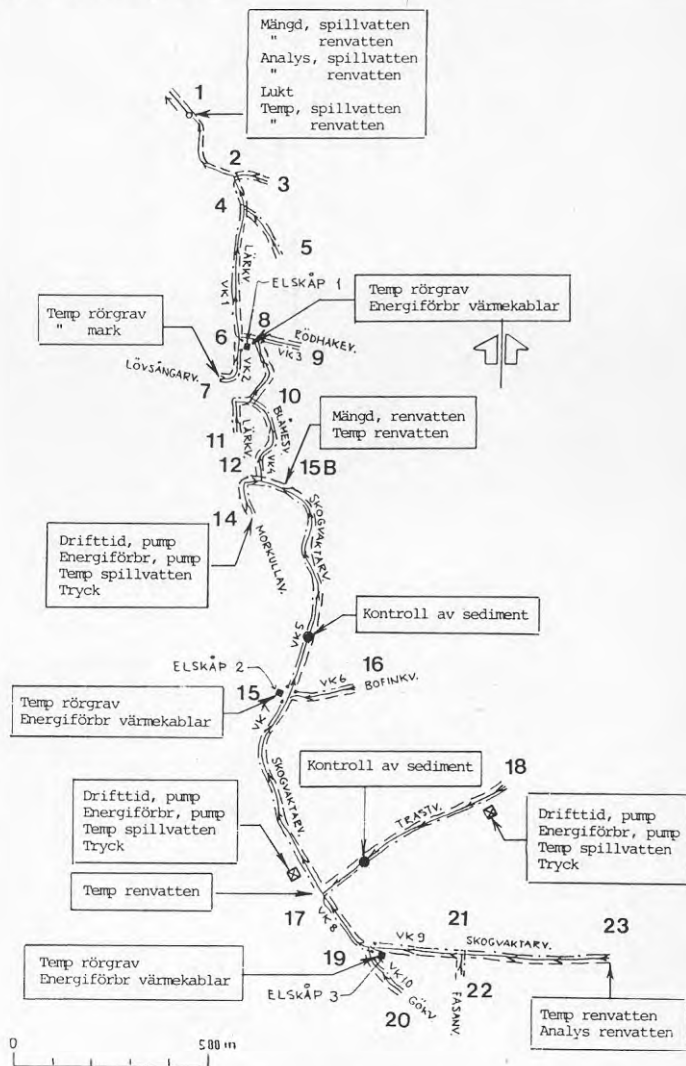 Mängd, spillvatten
" renvatten
Analys, spillvatten
" renvatten
Lukt
Temp, spillvatten
" renvatten
1
2
3
4
5
LÄRKV.
VK1
ELSKÅP 1
Temp rörgrav
Energiförbr värmekablar
Temp rörgrav
" mark
6
8
RÖDHAKEV.
VK3
9
VK2
LÖVSÅNGARV.
7
10
BLÅMESV.
11
LÄRKV.
Mängd, renvatten
Temp renvatten
12
VK4
15B
14
MORKULLAV.
SKOGVAKTARV.
Drifttid, pump
Energiförbr, pump
Temp spillvatten
Tryck
Kontroll av sediment
VK5
ELSKÅP 2
16
VK6
BOFINKV.
15
Temp rörgrav
Energiförbr värmekablar
SKOGVAKTARV.
Kontroll av sediment
18
TRASTV.
Drifttid, pump
Energiförbr, pump
Temp spillvatten
Tryck
Drifttid, pump
Energiförbr, pump
Temp spillvatten
Tryck
Temp renvatten
17
VK8
VK9
21
SKOGVAKTARV.
23
Temp rörgrav
Energiförbr värmekablar
19
VK10
ELSKÅP 3
GÖKV
20
FASANV.
22
Temp renvatten
Analys renvatten
0
500 m